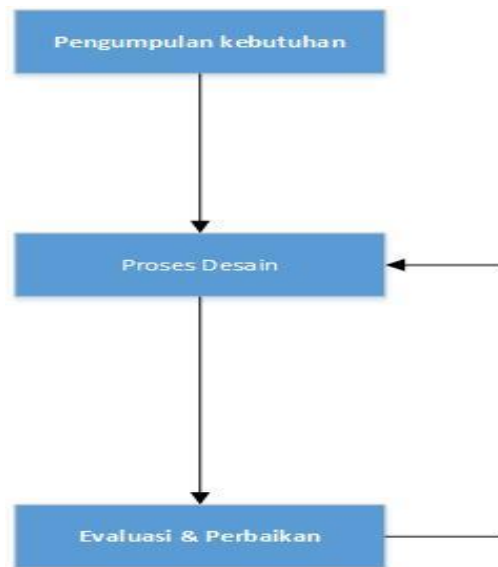 Pengumpulan kebutuhan
Proses Desain
Evaluasi & Perbaikan